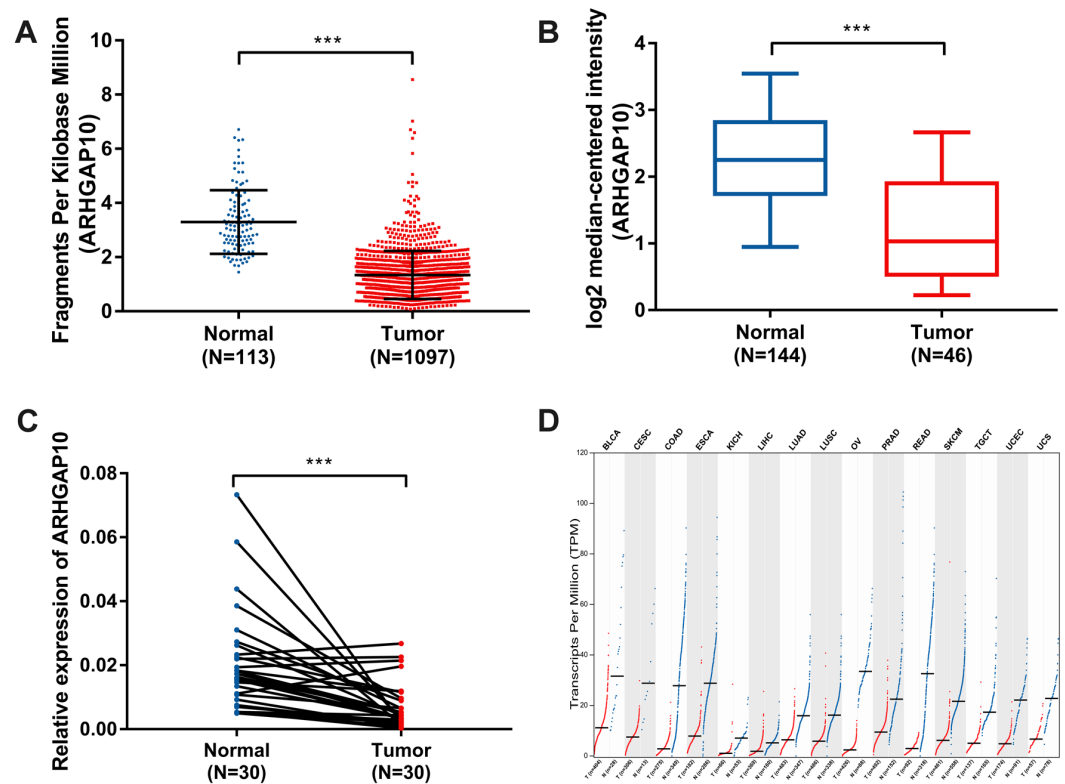 A
Fragments Per Kilobase Million
(ARHGAP10)
10
8
6
4
2
0
***
Normal
(N=113)
Tumor
(N=1097)
B
log2 median-centered intensity
(ARHGAP10)
4
3
2
1
0
***
Normal
(N=144)
Tumor
(N=46)
C
Relative expression of ARHGAP10
0.08
0.06
0.04
0.02
0.00
***
Normal
(N=30)
Tumor
(N=30)
D
BLCA
CESC
COAD
ESCA
KICH
LIHC
LUAD
LUSC
OV
PRAD
READ
SKCM
TGCT
UCEC
UCS
Transcripts Per Million (TPM)
120
100
80
60
40
20
0